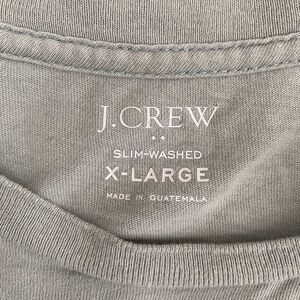 J.CREW
SLIM-WASHED
X-LARGE
MADE IN GUATEMALA